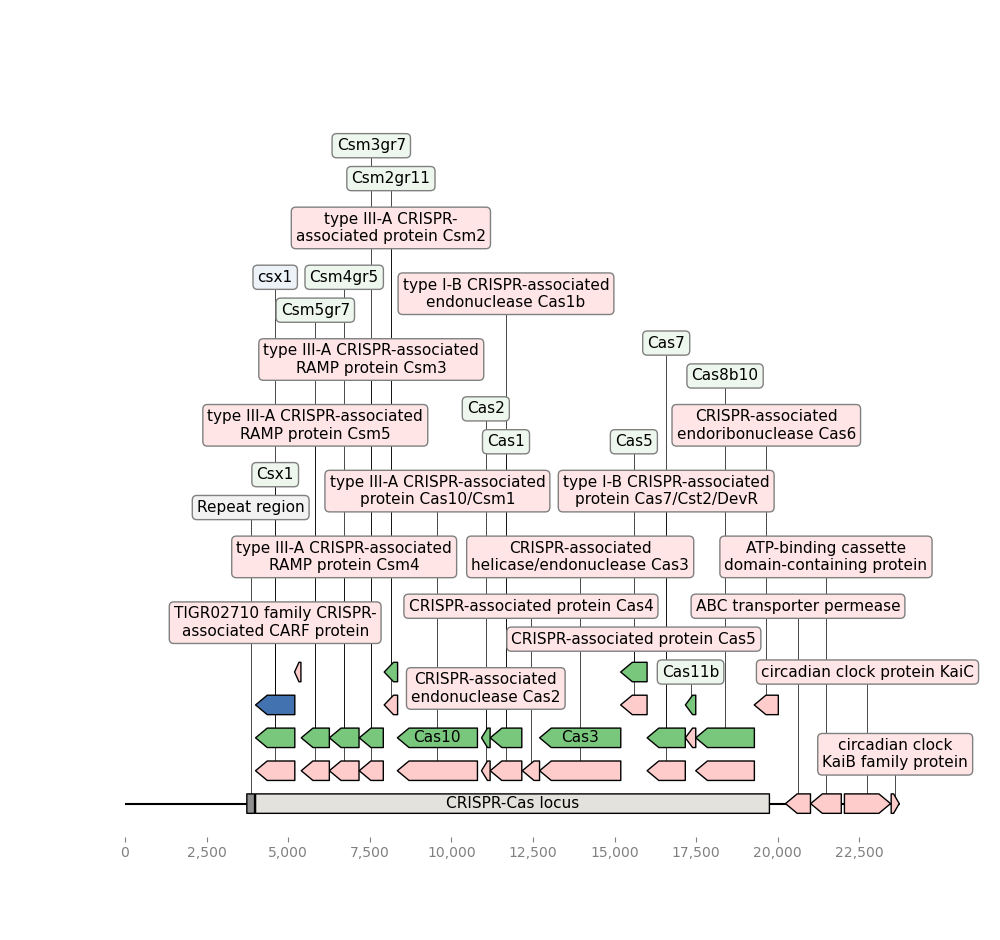 Csm3gr7
Csm2gr11
type III-A CRISPR-
associated protein Csm2
csx1
Csm4gr5
type I-B CRISPR-associated
endonuclease Cas1b
Csm5gr7
type III-A CRISPR-associated
RAMP protein Csm3
Cas7
Cas8b10
Cas2
type III-A CRISPR-associated
RAMP protein Csm5
CRISPR-associated
endoribonuclease Cas6
Cas1
Cas5
Csx1
type III-A CRISPR-associated
protein Cas10/Csm1
type I-B CRISPR-associated
protein Cas7/Cst2/DevR
Repeat region
type III-A CRISPR-associated
RAMP protein Csm4
CRISPR-associated
helicase/endonuclease Cas3
ATP-binding cassette
domain-containing protein
TIGR02710 family CRISPR-
associated CARF protein
CRISPR-associated protein Cas4
ABC transporter permease
CRISPR-associated protein Cas5
CRISPR-associated
endonuclease Cas2
Cas11b
circadian clock protein KaiC
Cas10
Cas3
circadian clock
KaiB family protein
CRISPR-Cas locus
0
2,500
5,000
7,500
10,000
12,500
15,000
17,500
20,000
22,500